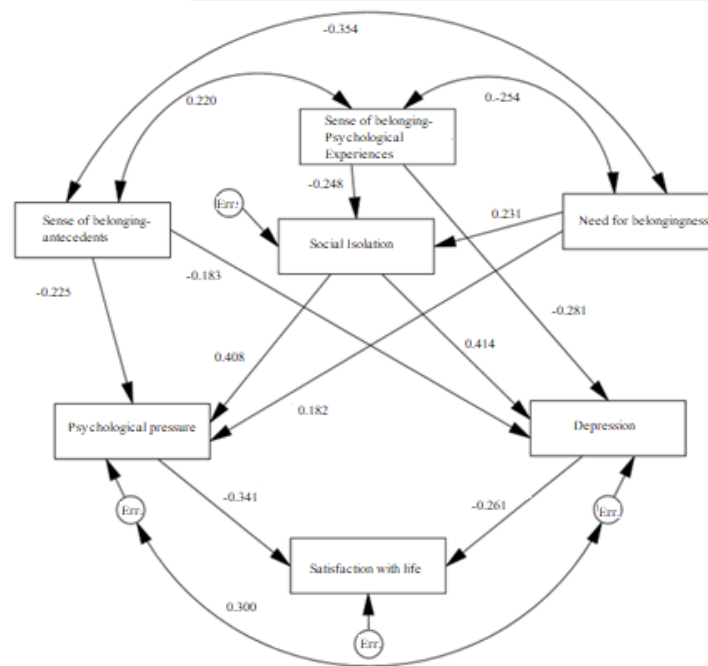 -0.354
0.220
0.-254
Sense of belonging-
Psychological
Experiences
-0.248
Err.
Sense of belonging-
antecedents
Social Isolation
0.231
Need for belongingness
-0.225
-0.183
-0.281
0.408
0.414
Psychological pressure
0.182
Depression
Err.
-0.341
-0.261
Err.
Satisfaction with life
0.300
Err.